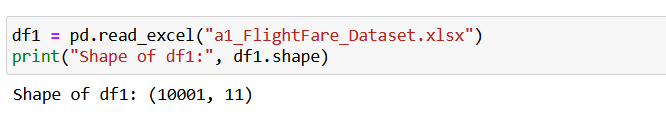 df1 = pd.read_excel("a1_FlightFare_Dataset.xlsx")
print("Shape of df1:", df1.shape)
Shape of df1: (10001, 11)